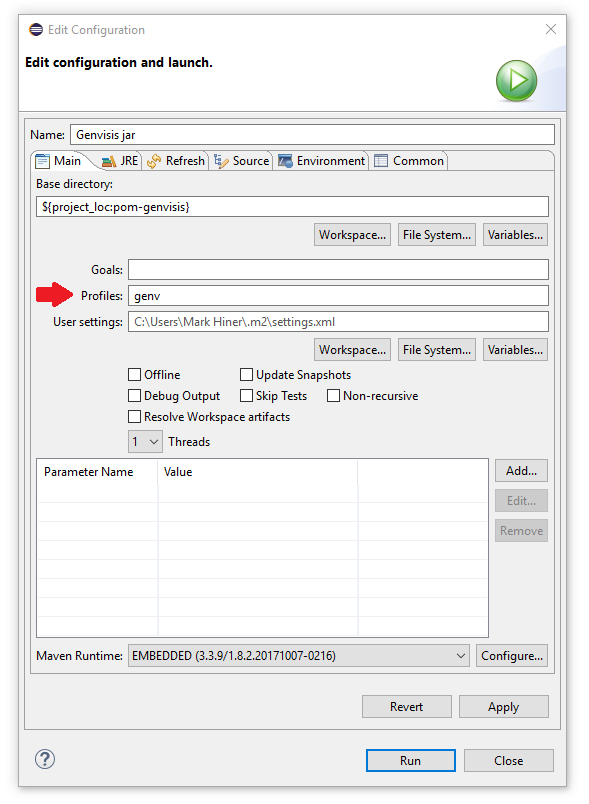 Edit Configuration
Edit configuration and launch.
Name: Genvisis jar
Main JRE Refresh Source Environment Common
Base directory:
${project_loc:pom-genvisis}
Workspace... File System... Variables...
Goals:
Profiles: genv
User settings: C:\Users\Mark Hiner\.m2\settings.xml
Workspace... File System... Variables...
Offline Update Snapshots
Debug Output Skip Tests Non-recursive
Resolve Workspace artifacts
1 Threads
Parameter Name Value Add...
Edit...
Remove
Maven Runtime: EMBEDDED (3.3.9/1.8.2.20171007-0216) Configure...
Revert Apply
? Run Close